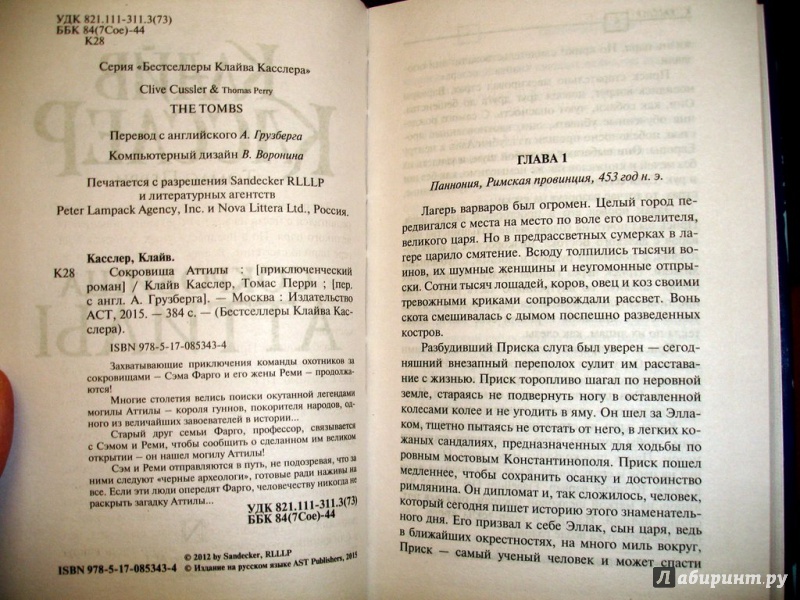 УДК 821.111-311.3(73)
ББК 84(7Сое)-44
К28
Серия «Бестселлеры Клайва Касслера»
Clive Cussler & Thomas Perry
THE TOMBS
Перевод с английского А. Грузберга
Компьютерный дизайн В. Воронина
Печатается с разрешения Sandecker RLLLP
и литературных агентств
Peter Lampack Agency, Inc. и Nova Littera Ltd., Россия.
Касслер, Клайв.
К28 Сокровища Аттилы : [приключенческий
роман] / Клайв Касслер, Томас Перри ; [пер.
с англ. А. Грузберга]. — Москва : Издательство
АСТ, 2015. — 384 с. — (Бестселлеры Клайва Кас-
слера).
ISBN 978-5-17-085343-4
Захватывающие приключения команды охотников за
сокровищами — Сэма Фарго и его жены Реми — продолжа-
ются!
Многие столетия велись поиски окутанной легендами
могилы Аттилы — короля гуннов, покорителя народов, од-
ного из величайших завоевателей в истории...
Старый друг семьи Фарго, профессор, связывается
с Сэмом и Реми, чтобы сообщить о сделанном им великом
открытии — он нашел могилу Аттилы!
Сэм и Реми отправляются в путь, не подозревая, что за
ними следуют «черные археологи», готовые ради наживы на
все. Если эти люди опередят Фарго, человечеству никогда не
раскрыть загадку Аттилы...
УДК 821.111-311.3(73)
ББК 84(7Сое)-44
© 2012 by Sandecker, RLLLP
ISBN 978-5-17-085343-4 © Издание на русском языке AST Publishers, 2015
ГЛАВА 1
Паннония, Римская провинция, 453 год н. э.
Лагерь варваров был огромен. Целый город пе-
редвигался с места на место по воле его повелителя,
великого царя. Но в предрассветных сумерках в ла-
гере царило смятение. Всюду толпились тысячи во-
инов, их шумные женщины и неугомонные отпры-
ски. Сотни тысяч лошадей, коров, овец и коз своими
тревожными криками сопровождали рассвет. Вонь
скота смешивалась с дымом поспешно разведенных
костров.
Разбудивший Приска слуга был уверен — сегод-
няшний внезапный переполох сулит им расстава-
ние с жизнью. Приск торопливо шагал по неровной
земле, стараясь не подвернуть ногу в оставленной
колесами колее и не угодить в яму. Он шел за Элла-
ком, тщетно пытаясь не отстать от него, в легких ко-
жаных сандалиях, предназначенных для ходьбы по
ровным мостовым Константинополя. Приск пошел
медленнее, чтобы сохранить осанку и достоинство
римлянина. Он дипломат и, так сложилось, человек,
который сегодня пишет историю этого знаменатель-
ного дня. Его призвал к себе Эллак, сын царя, ведь
в ближайших окрестностях, на много миль вокруг,
Приск — самый ученый человек и может спасти
Лабиринт.ру